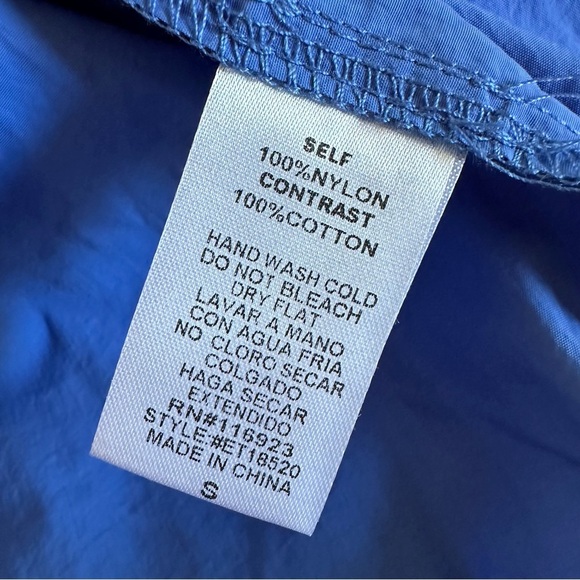 SELF
100%NYLON
CONTRAST
100%COTTON
HAND WASH COLD
DO NOT BLEACH
DRY FLAT
LAVAR A MANO
CON AGUA FRIA
NO CLORO SECAR
COLGADO
HAGA SECAR
EXTENDIDO
RN#116923
STYLE:#ET18520
MADE IN CHINA
S